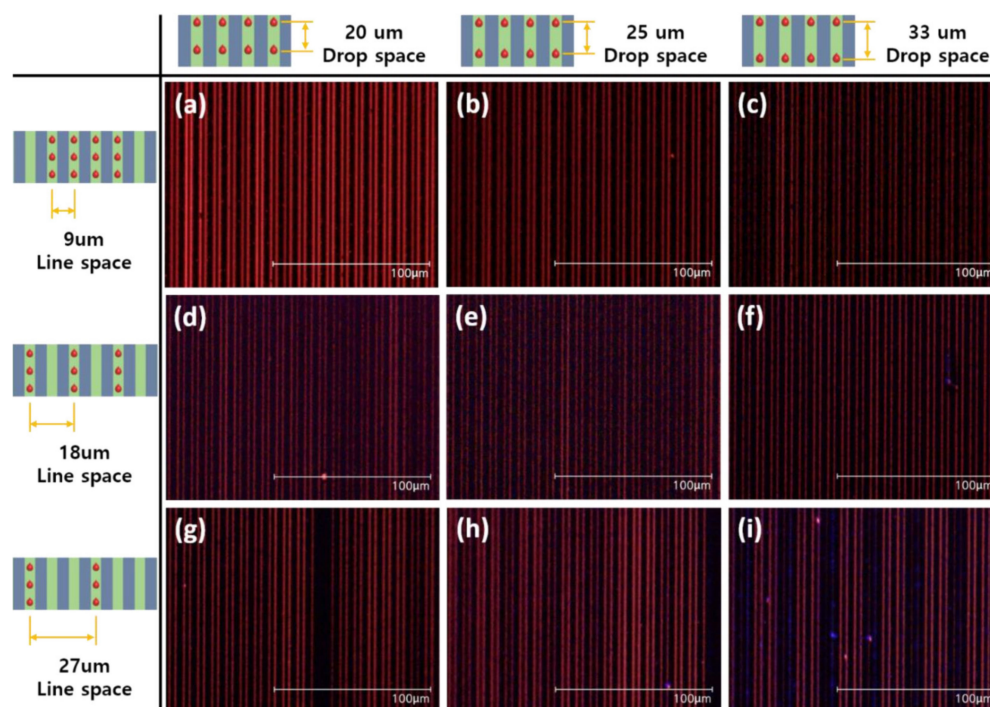 20 um
Drop space
25 um
Drop space
33 um
Drop space
9um
Line space
(a)
100μm
(b)
100μm
(c)
100μm
18um
Line space
(d)
100μm
(e)
100μm
(f)
100μm
27um
Line space
(g)
100μm
(h)
100μm
(i)
100μm